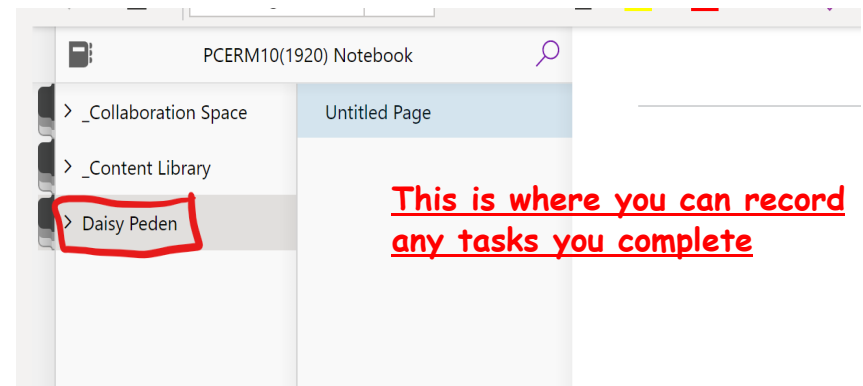 PCERM10(1920) Notebook
_Collaboration Space
Untitled Page
_Content Library
Daisy Peden
This is where you can record
any tasks you complete